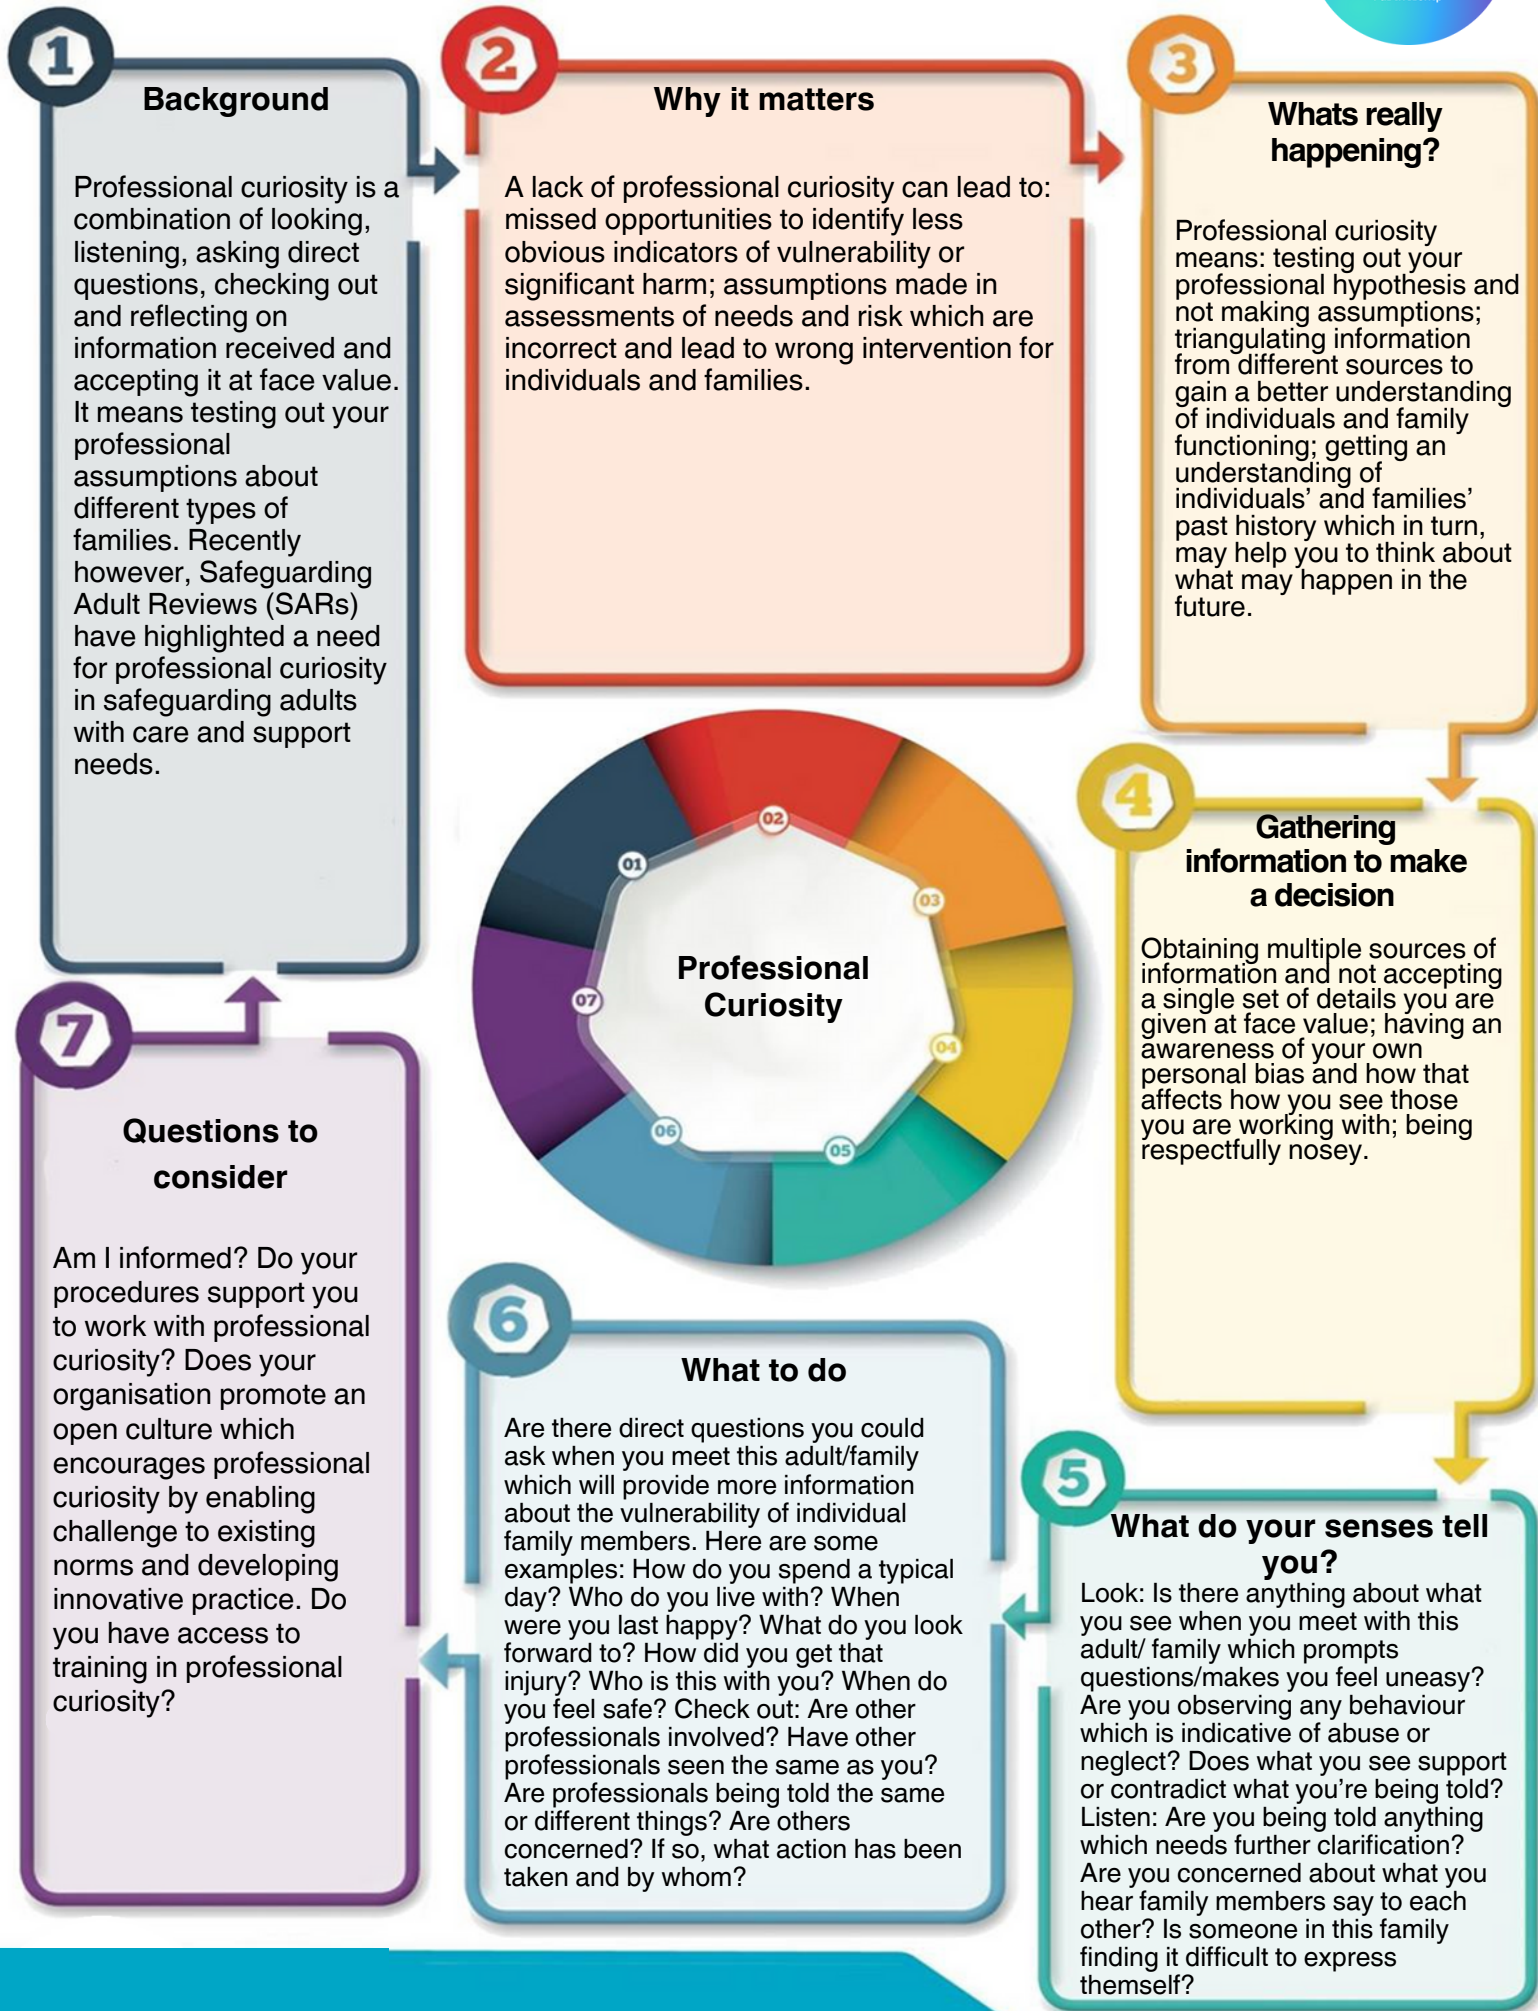 1
Background
Professional curiosity is a
combination of looking,
listening, asking direct
questions, checking out
and reflecting on
information received and
accepting it at face value.
It means testing out your
professional
assumptions about
different types of
families. Recently
however, Safeguarding
Adult Reviews (SARs)
have highlighted a need
for professional curiosity
in safeguarding adults
with care and support
needs.
2
Why it matters
A lack of professional curiosity can lead to:
missed opportunities to identify less
obvious indicators of vulnerability or
significant harm; assumptions made in
assessments of needs and risk which are
incorrect and lead to wrong intervention for
individuals and families.
3
Whats really
happening?
Professional curiosity
means: testing out your
professional hypothesis and
not making assumptions;
triangulating information
from different sources to
gain a better understanding
of individuals and family
functioning; getting an
understanding of
individuals’ and families’
past history which in turn,
may help you to think about
what may happen in the
future.
4
Gathering
information to make
a decision
Obtaining multiple sources of
information and not accepting
a single set of details you are
given at face value; having an
awareness of your own
personal bias and how that
affects how you see those
you are working with; being
respectfully nosey.
5
What do your senses tell
you?
Look: Is there anything about what
you see when you meet with this
adult/ family which prompts
questions/makes you feel uneasy?
Are you observing any behaviour
which is indicative of abuse or
neglect? Does what you see support
or contradict what you’re being told?
Listen: Are you being told anything
which needs further clarification?
Are you concerned about what you
hear family members say to each
other? Is someone in this family
finding it difficult to express
themself?
6
What to do
Are there direct questions you could
ask when you meet this adult/family
which will provide more information
about the vulnerability of individual
family members. Here are some
examples: How do you spend a typical
day? Who do you live with? When
were you last happy? What do you look
forward to? How did you get that
injury? Who is this with you? When do
you feel safe? Check out: Are other
professionals involved? Have other
professionals seen the same as you?
Are professionals being told the same
or different things? Are others
concerned? If so, what action has been
taken and by whom?
7
Questions to
consider
Am I informed? Do your
procedures support you
to work with professional
curiosity? Does your
organisation promote an
open culture which
encourages professional
curiosity by enabling
challenge to existing
norms and developing
innovative practice. Do
you have access to
training in professional
curiosity?
Professional
Curiosity
01
02
03
04
05
06
07